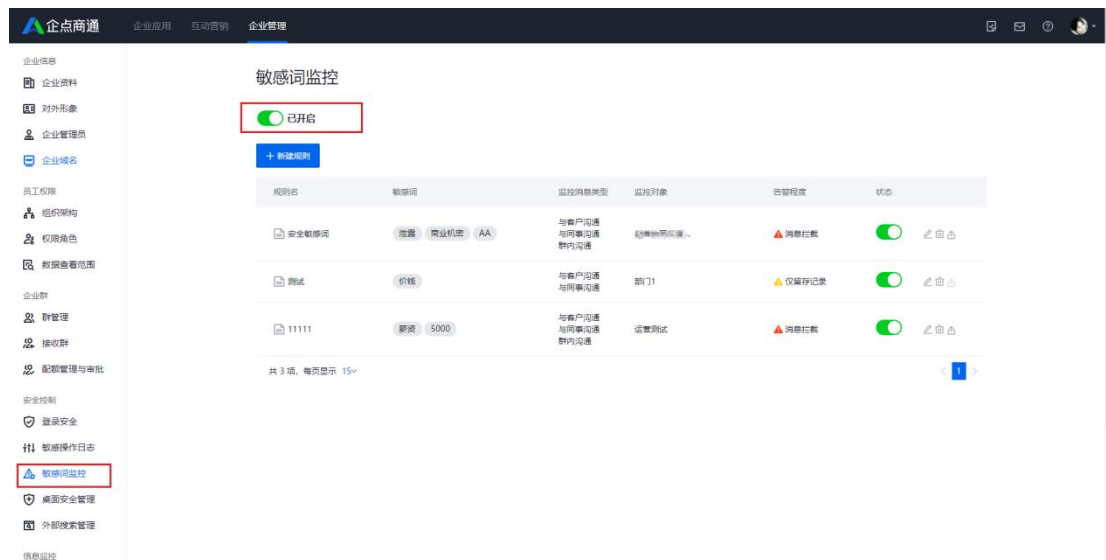 企点商通
企业应用 互动营销 企业管理
企业信息
企业资料
对外形象
企业管理员
企业域名
员工权限
组织架构
权限角色
数据查看范围
企业群
群管理
接收群
配额管理与审批
安全控制
登录安全
敏感操作日志
敏感词监控
桌面安全管理
外部搜索管理
信息监控
敏感词监控
已开启
+ 新建规则
规则名 敏感词 监控消息类型 监控对象 告警程度 状态
安全敏感词 泄露 商业机密 AA 与客户沟通 消息拦截
与同事沟通
群内沟通
测试 价钱 与客户沟通 部门1 仅留存记录
与同事沟通
11111 薪资 5000 与客户沟通 运营测试 消息拦截
与同事沟通
群内沟通
共 3 项, 每页显示 15
< 1 >